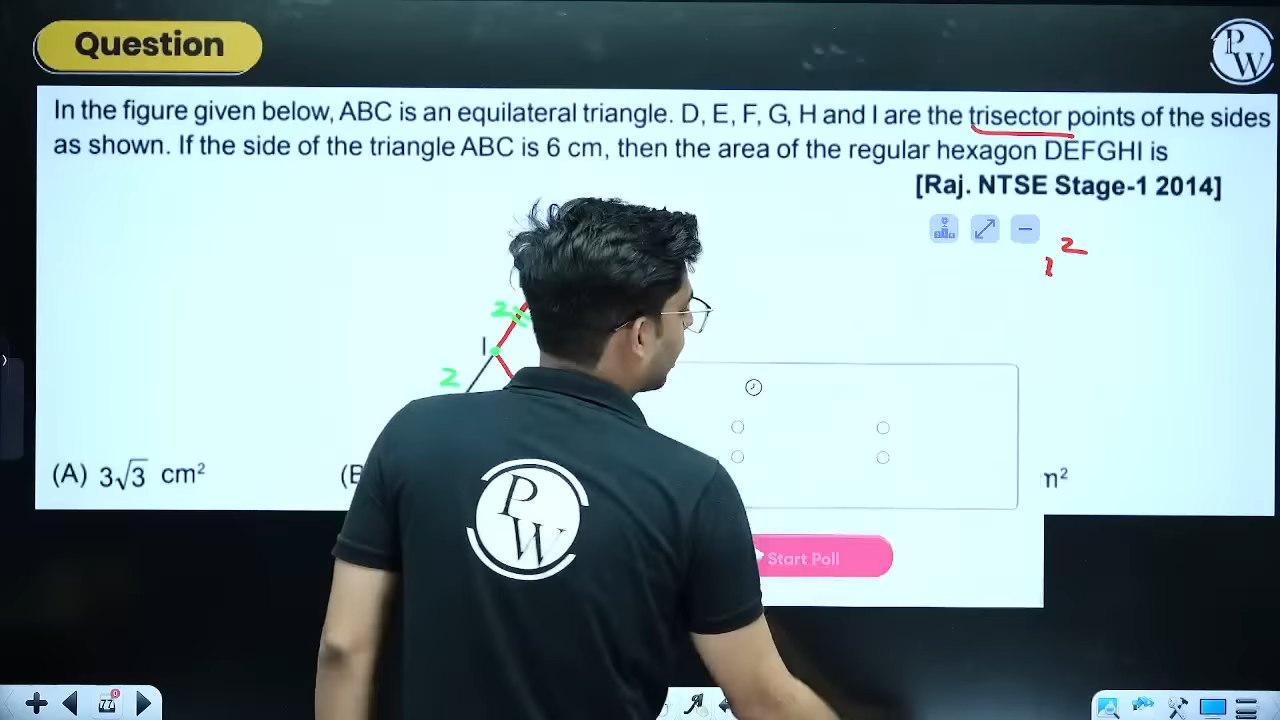 Question
P
W
In the figure given below, ABC is an equilateral triangle. D, E, F, G, H and I are the trisector points of the sides
as shown. If the side of the triangle ABC is 6 cm, then the area of the regular hexagon DEFGHI is
[Raj. NTSE Stage-1 2014]
2
2
I
2
(A) 3√3 cm²
(B
P
W
Start Poll
77